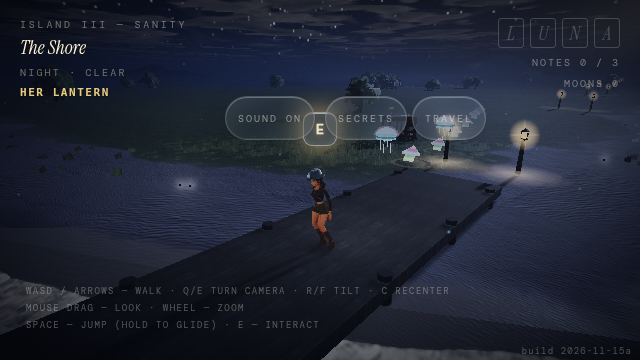 ISLAND III — SANITY
The Shore
NIGHT · CLEAR
HER LANTERN
L U N A
NOTES 0 / 3
MOONS 0
SOUND ON
E
SECRETS
TRAVEL
WASD / ARROWS — WALK · Q/E TURN CAMERA · R/F TILT · C RECENTER
MOUSE DRAG — LOOK · WHEEL — ZOOM
SPACE — JUMP (HOLD TO GLIDE) · E — INTERACT
build 2026-11-15a